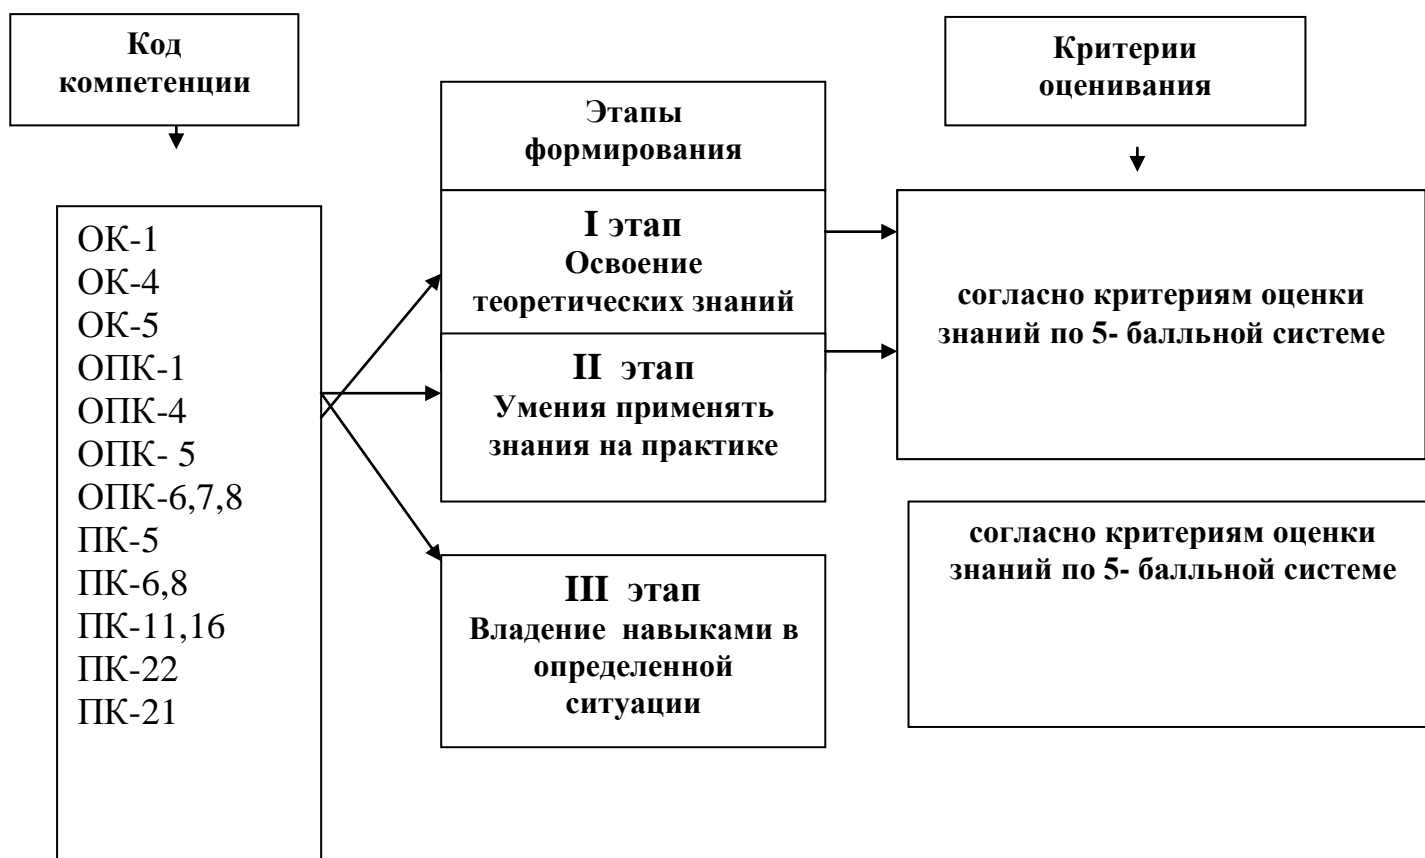 Код
компетенции
ОК-1
ОК-4
ОК-5
ОПК-1
ОПК-4
ОПК- 5
ОПК-6,7,8
ПК-5
ПК-6,8
ПК-11,16
ПК-22
ПК-21
Этапы
формирования
I этап
Освоение
теоретических знаний
II этап
Умения применять
знания на практике
III этап
Владение навыками в
определенной
ситуации
Критерии
оценивания
согласно критериям оценки
знаний по 5- балльной системе
согласно критериям оценки
знаний по 5- балльной системе